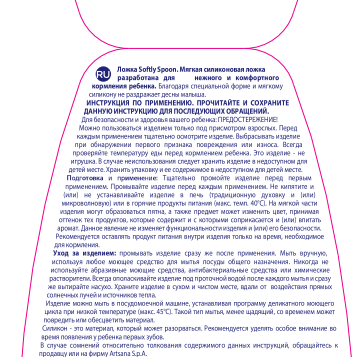 RU
Ложка Softly Spoon. Мягкая силиконовая ложка
разработана для нежного и комфортного
кормления ребенка. Благодаря специальной форме и мягкому
силикону не раздражает десны малыша.
ИНСТРУКЦИЯ ПО ПРИМЕНЕНИЮ. ПРОЧИТАЙТЕ И СОХРАНИТЕ
ДАННУЮ ИНСТРУКЦИЮ ДЛЯ ПОСЛЕДУЮЩИХ ОБРАЩЕНИЙ.
Для безопасности и здоровья вашего ребенка: ПРЕДОСТЕРЕЖЕНИЕ!
Можно пользоваться изделием только под присмотром взрослых. Перед
каждым применением тщательно осмотрите изделие. Выбрасывать изделие
при обнаружении первого признака повреждения или износа. Всегда
проверяйте температуру еды перед кормлением ребенка. Это изделие - не
игрушка. В случае неиспользования следует хранить изделие в недоступном для
детей месте. Хранить упаковку и ее содержимое в недоступном для детей месте.
Подготовка и применение: Тщательно промойте изделие перед первым
применением. Промывайте изделие перед каждым применением. Не кипятите и
(или) не устанавливайте изделие в печь (традиционную духовку и (или)
микроволновую) или в горячие продукты питания (макс. темп. 40°С). На мягкой части
изделия могут образоваться пятна, а также предмет может изменить цвет, принимая
оттенок тех продуктов, которые содержит и с которыми соприкасается и (или) впитать
аромат. Данное явление не изменяет функциональности изделия и (или) его безопасности.
Рекомендуется оставлять продукт питания внутри изделия только на время, необходимое
для кормления.
Уход за изделием: промывать изделие сразу же после применения. Мыть вручную,
используя любое моющее средство для мытья посуды общего назначения. Никогда не
используйте абразивные моющие средства, антибактериальные средства или химические
растворители. Всегда ополаскивайте изделие под проточной водой после каждого мытья и сразу
же вытирайте насухо. Храните изделие в сухом и чистом месте, вдали от воздействия прямых
солнечных лучей и источников тепла.
Изделие можно мыть в посудомоечной машине, устанавливая программу деликатного моющего
цикла при низкой температуре (макс. 45°С). Такой тип мытья, менее щадящий, со временем может
повредить или обесцветить материал.
Силикон - это материал, который может разорваться. Рекомендуется уделять особое внимание во
время появления у ребенка первых зубов.
В случае сомнений относительно толкования содержимого данных инструкций, обращайтесь к
продавцу или на фирму Artsana S.p.A.